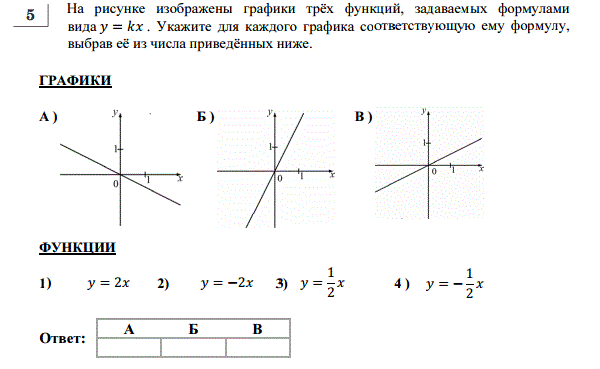 5
На рисунке изображены графики трёх функций, задаваемых формулами
вида y = kx . Укажите для каждого графика соответствующую ему формулу,
выбрав её из числа приведённых ниже.
ГРАФИКИ
А ) Б ) В )
y 1 0 1 x
y 1 0 1 x
y 1 0 1 x
ФУНКЦИИ
1) y = 2x 2) y = −2x 3) y = 1/2 x 4 ) y = − 1/2 x
Ответ:
А Б В